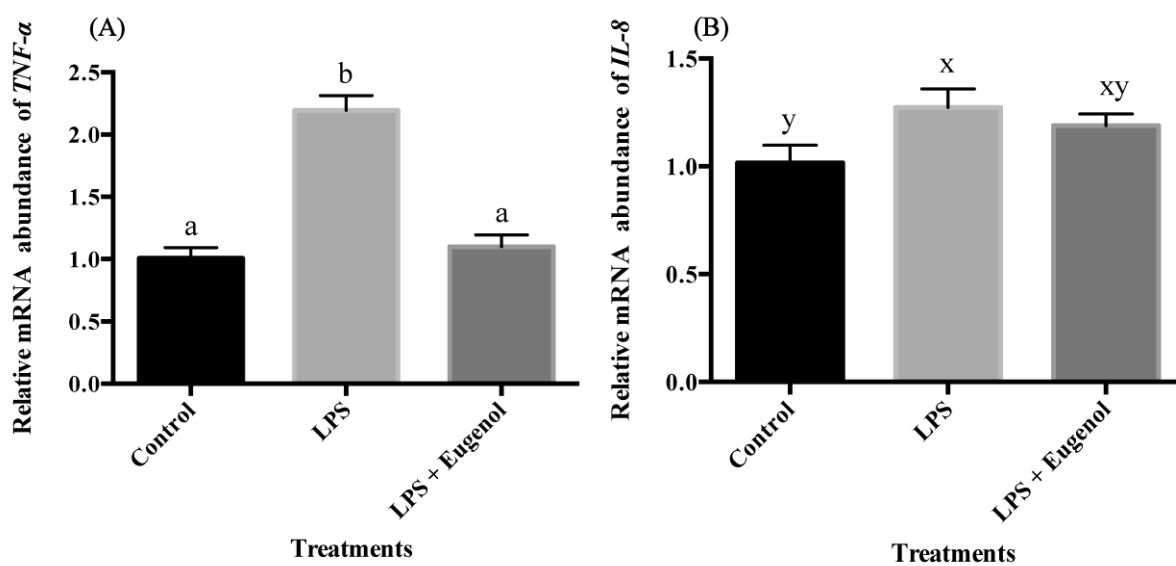 (A)
Relative mRNA abundance of TNF-α
2.5
2.0
1.5
1.0
0.5
0.0
a
b
a
Control
LPS
LPS + Eugenol
Treatments
(B)
Relative mRNA abundance of IL-8
1.5
1.0
0.5
0.0
y
x
xy
Control
LPS
LPS + Eugenol
Treatments